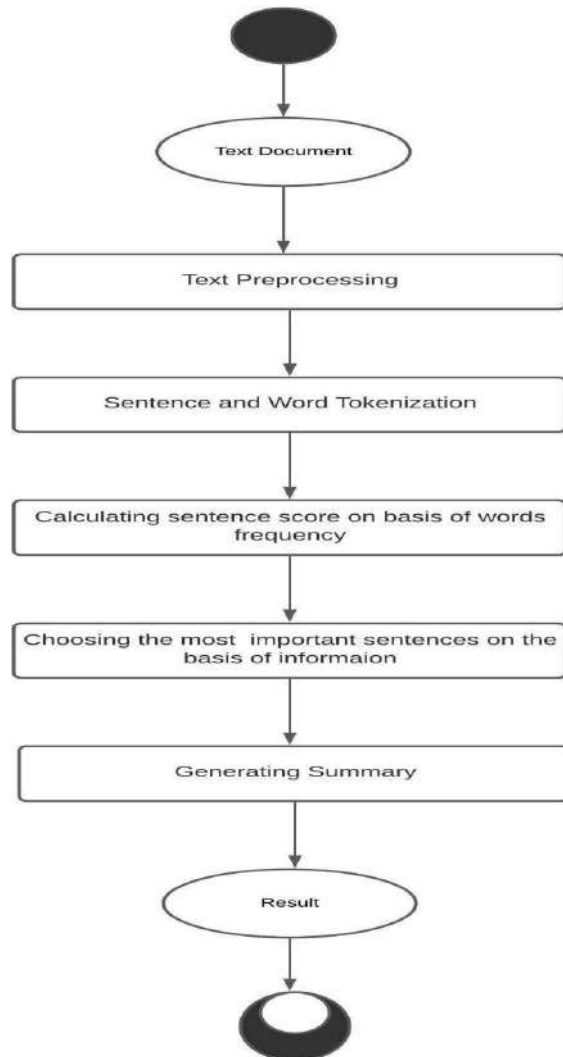 Text Document
Text Preprocessing
Sentence and Word Tokenization
Calculating sentence score on basis of words
frequency
Choosing the most important sentences on the
basis of informaion
Generating Summary
Result